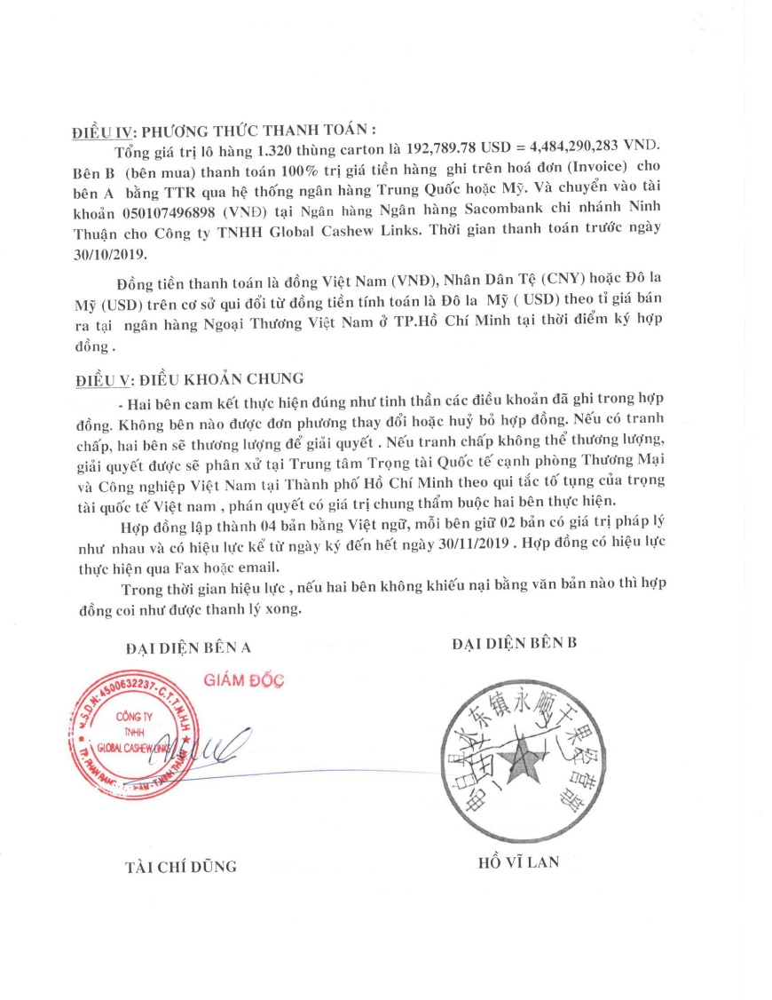 ĐIỀU IV: PHƯƠNG THỨC THANH TOÁN :
Tổng giá trị lô hàng 1.320 thùng carton là 192,789.78 USD = 4,484,290,283 VND.
Bên B (bên mua) thanh toán 100% trị giá tiền hàng ghi trên hoá đơn (Invoice) cho
bên A bằng TTR qua hệ thống ngân hàng Trung Quốc hoặc Mỹ. Và chuyển vào tài
khoản 050107496898 (VNĐ) tại Ngân hàng Ngân hàng Sacombank chi nhánh Ninh
Thuận cho Công ty TNHH Global Cashew Links. Thời gian thanh toán trước ngày
30/10/2019.
Đồng tiền thanh toán là đồng Việt Nam (VNĐ), Nhân Dân Tệ (CNY) hoặc Đô la
Mỹ (USD) trên cơ sở qui đổi từ đồng tiền tính toán là Đô la Mỹ ( USD) theo tỉ giá bán
ra tại ngân hàng Ngoại Thương Việt Nam ở TP.Hồ Chí Minh tại thời điểm ký hợp
đồng .
ĐIỀU V: ĐIỀU KHOẢN CHUNG
- Hai bên cam kết thực hiện đúng như tinh thần các điều khoản đã ghi trong hợp
đồng. Không bên nào được đơn phương thay đổi hoặc huỷ bỏ hợp đồng. Nếu có tranh
chấp, hai bên sẽ thương lượng để giải quyết . Nếu tranh chấp không thể thương lượng,
giải quyết được sẽ phân xử tại Trung tâm Trọng tài Quốc tế cạnh phòng Thương Mại
và Công nghiệp Việt Nam tại Thành phố Hồ Chí Minh theo qui tắc tố tụng của trọng
tài quốc tế Việt nam , phán quyết có giá trị chung thẩm buộc hai bên thực hiện.
Hợp đồng lập thành 04 bản bằng Việt ngữ, mỗi bên giữ 02 bản có giá trị pháp lý
như nhau và có hiệu lực kể từ ngày ký đến hết ngày 30/11/2019 . Hợp đồng có hiệu lực
thực hiện qua Fax hoặc email.
Trong thời gian hiệu lực , nếu hai bên không khiếu nại bằng văn bản nào thì hợp
đồng coi như được thanh lý xong.
ĐẠI DIỆN BÊN A
ĐẠI DIỆN BÊN B
GIÁM ĐỐC
M.S.D.N: 4500632237-C.T.T.N.H.H
CÔNG TY
TNHH
GLOBAL CASHEW LINKS
TP. PHAN RANG - T. NINH THUẬN
电白县水东镇永顺干果经营部
TÀI CHÍ DŨNG
HỒ VĨ LAN